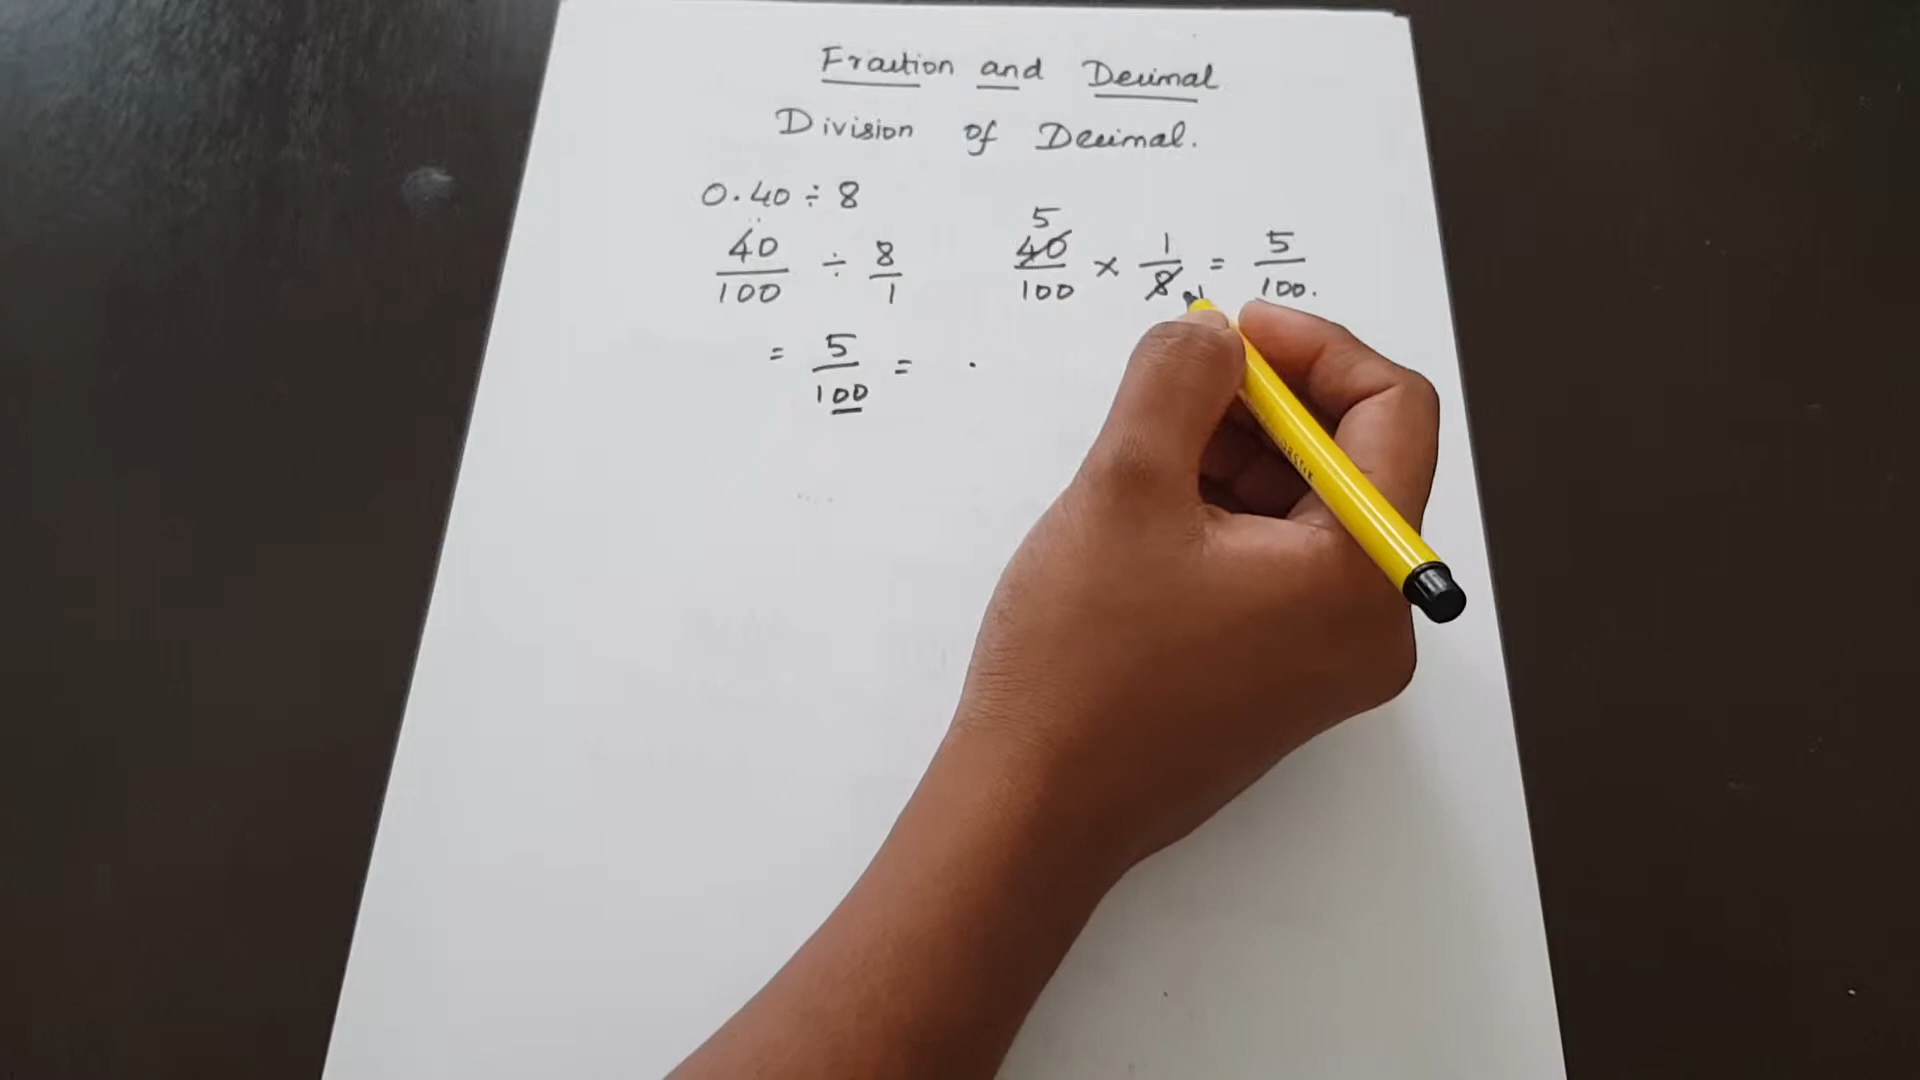 Fraction and Decimal
Division of Decimal.
0.40 ÷ 8
40/100 ÷ 8/1
5
40/100 × 1/8 1 = 5/100.
= 5/100 = .